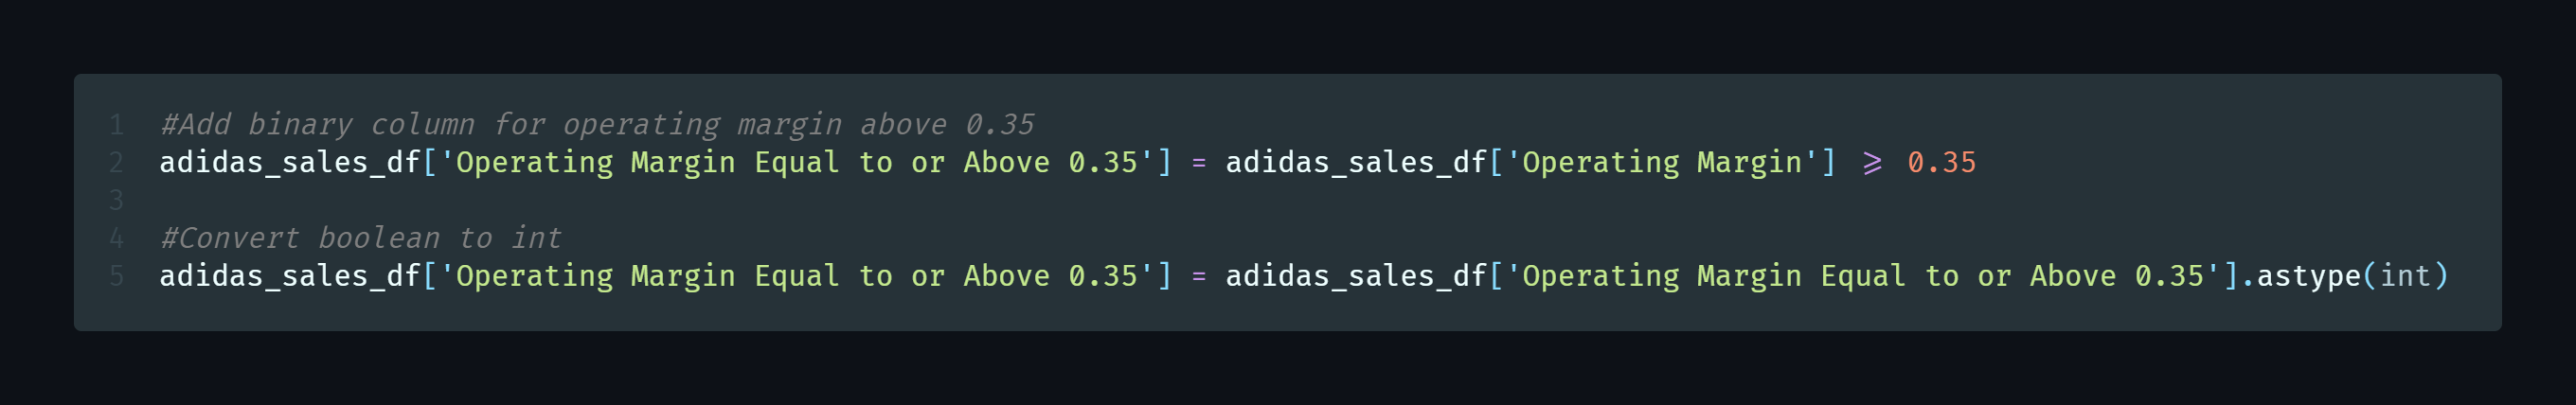 1 #Add binary column for operating margin above 0.35
2 adidas_sales_df['Operating Margin Equal to or Above 0.35'] = adidas_sales_df['Operating Margin'] ⩾ 0.35
3
4 #Convert boolean to int
5 adidas_sales_df['Operating Margin Equal to or Above 0.35'] = adidas_sales_df['Operating Margin Equal to or Above 0.35'].astype(int)